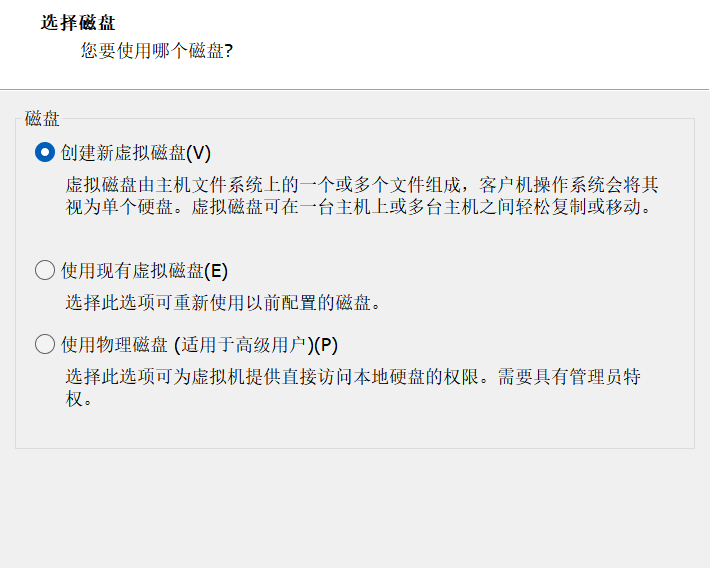 选择磁盘
您要使用哪个磁盘?
磁盘
创建新虚拟磁盘(V)
虚拟磁盘由主机文件系统上的一个或多个文件组成，客户机操作系统会将其
视为单个硬盘。虚拟磁盘可在一台主机上或多台主机之间轻松复制或移动。
使用现有虚拟磁盘(E)
选择此选项可重新使用以前配置的磁盘。
使用物理磁盘 (适用于高级用户)(P)
选择此选项可为虚拟机提供直接访问本地硬盘的权限。需要具有管理员特
权。